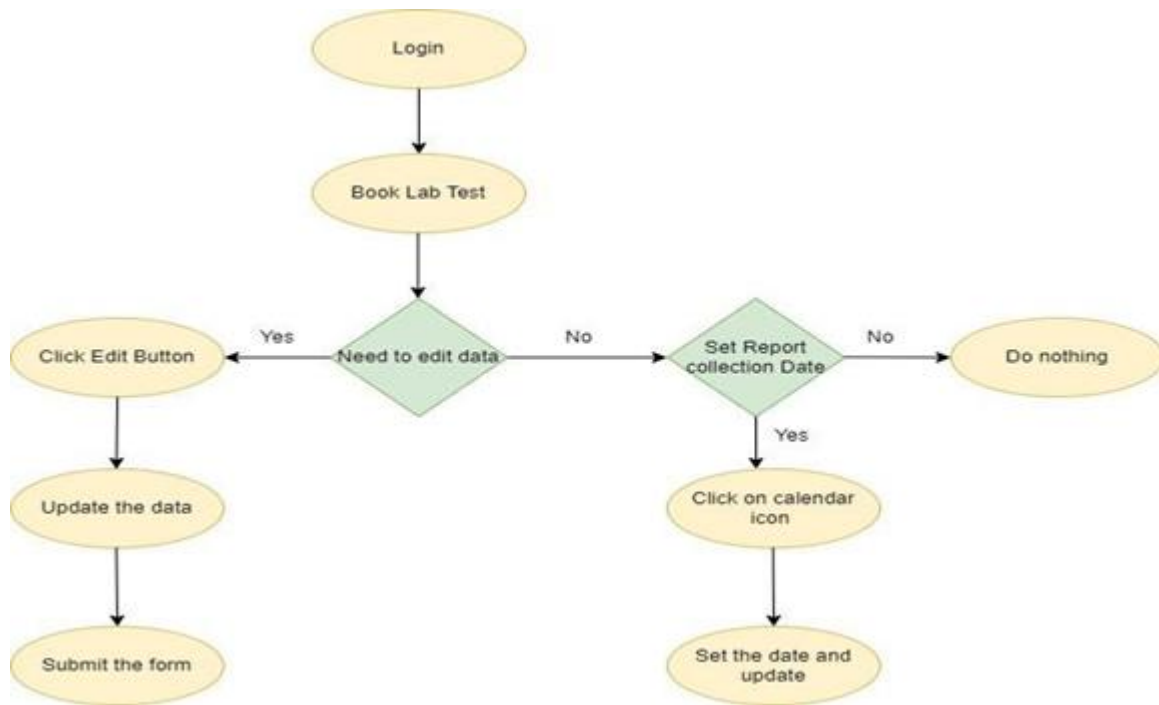 Login
Book Lab Test
Yes
No
No
Click Edit Button
Need to edit data
Set Report
collection Date
Do nothing
Yes
Update the data
Click on calendar
icon
Submit the form
Set the date and
update